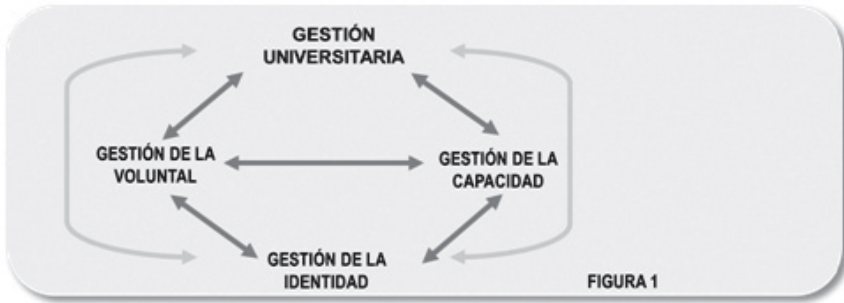 GESTIÓN
UNIVERSITARIA
GESTIÓN DE LA
VOLUNTAL
GESTIÓN DE LA
CAPACIDAD
GESTIÓN DE LA
IDENTIDAD
FIGURA 1